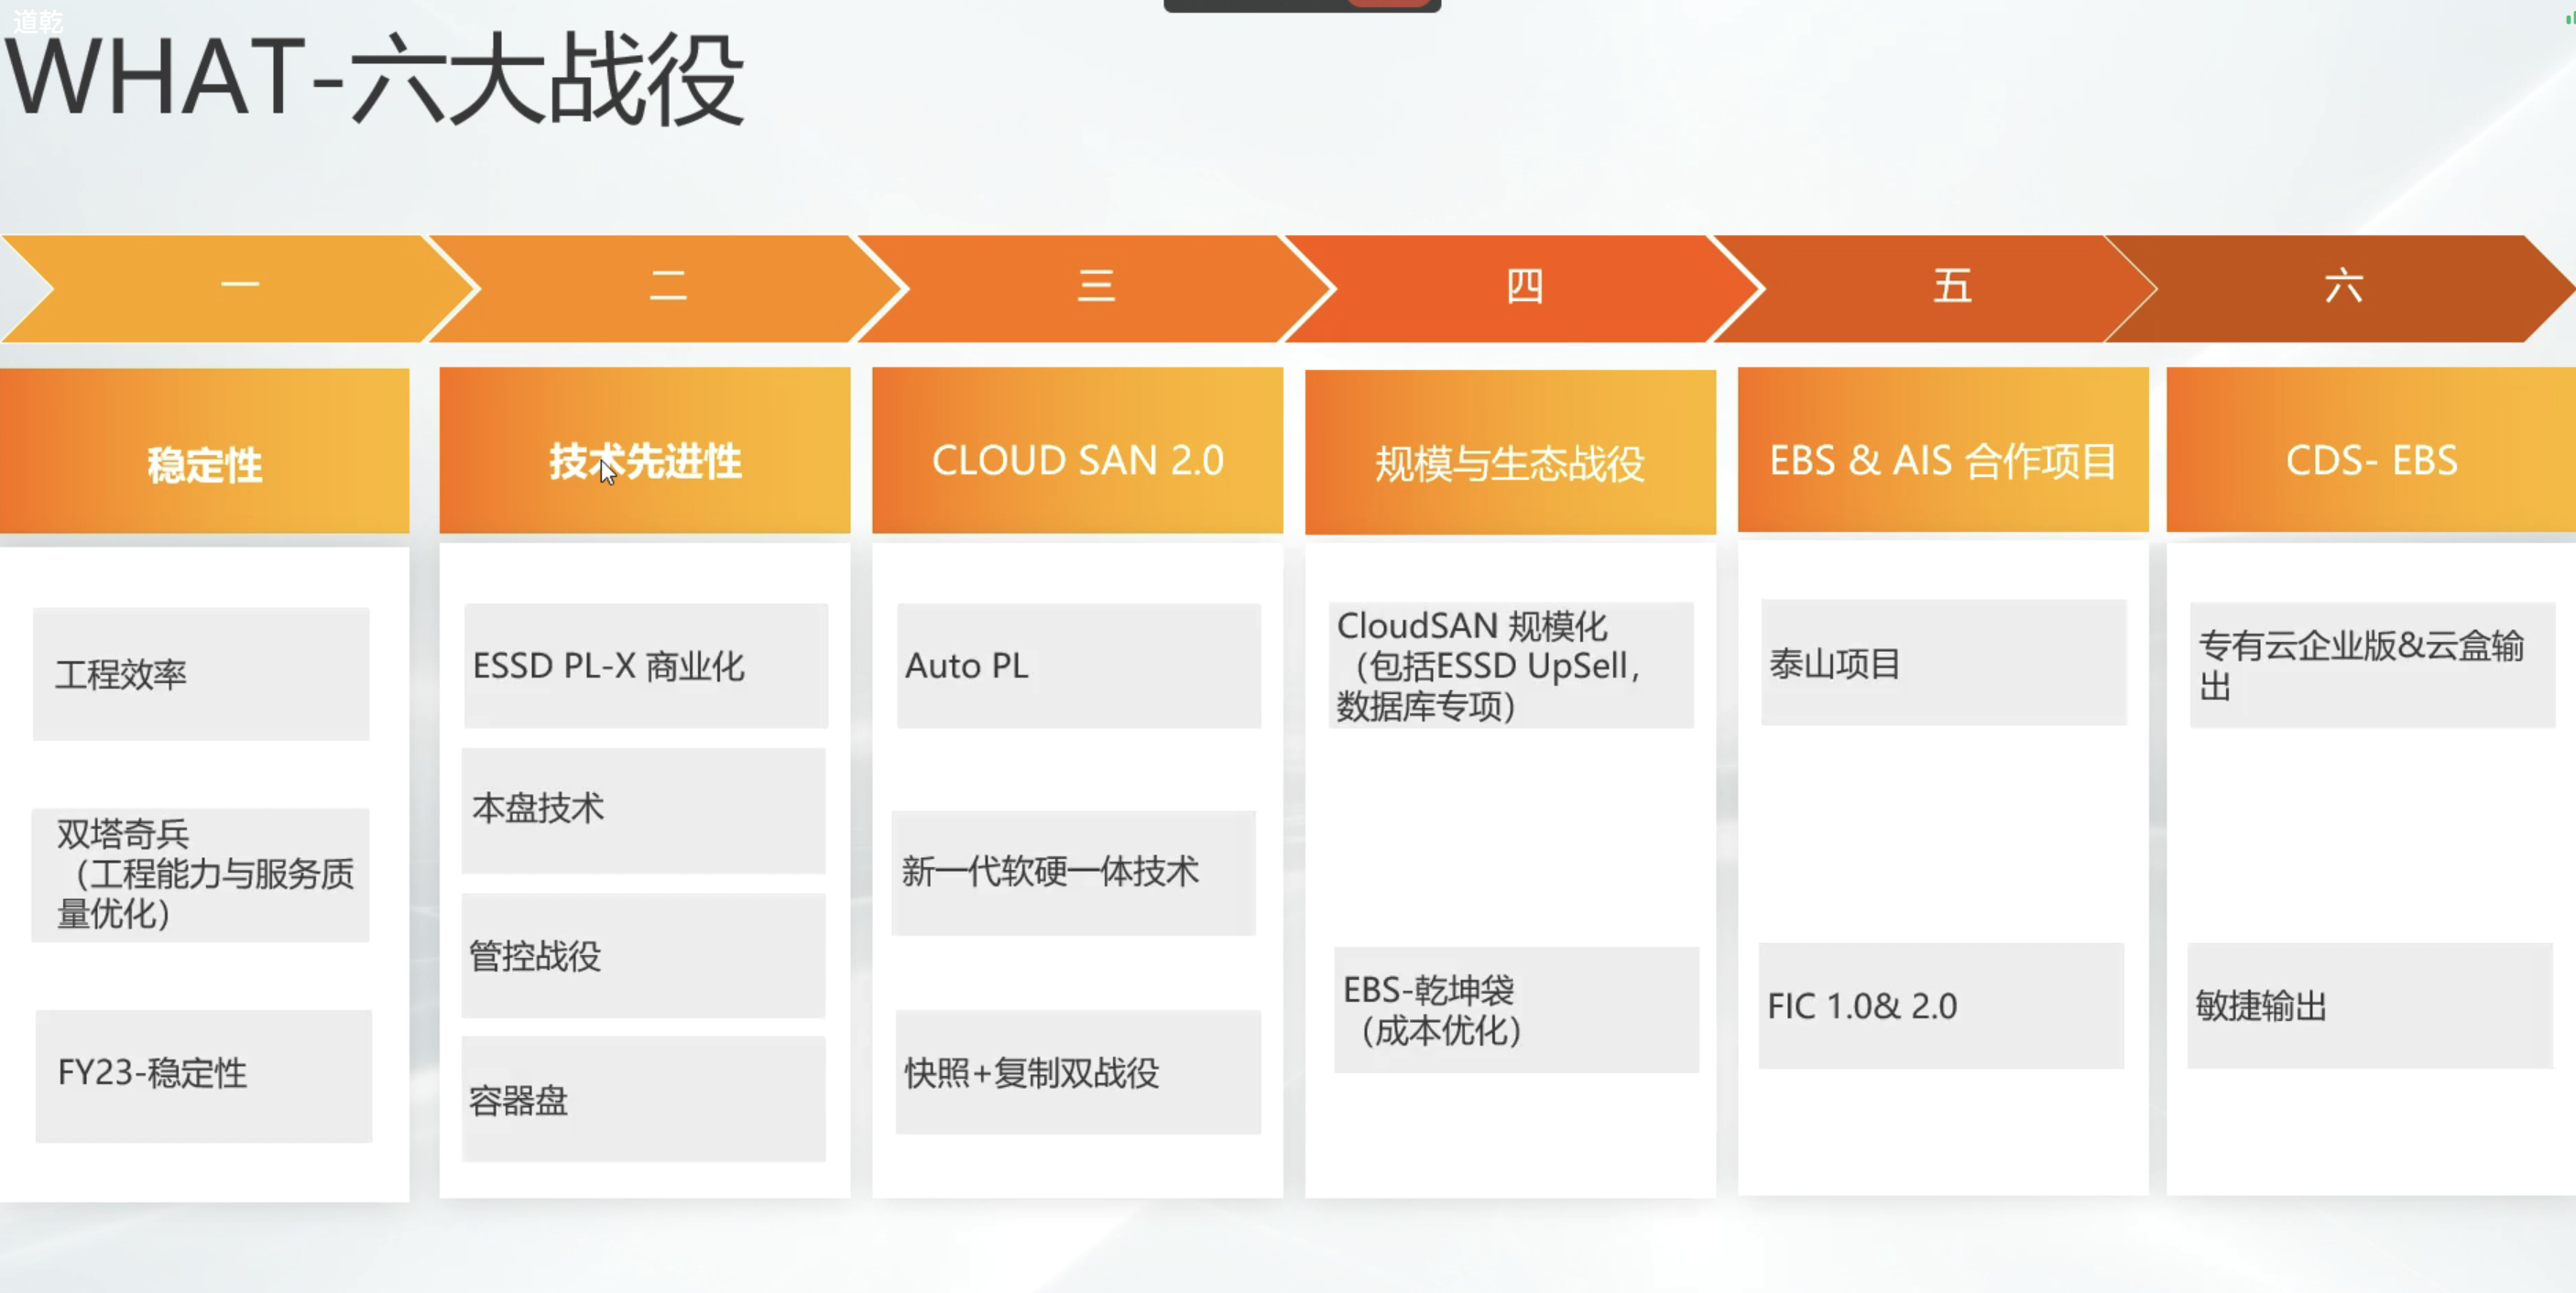 道乾
WHAT-六大战役
一
二
三
四
五
六
稳定性
技术先进性
CLOUD SAN 2.0
规模与生态战役
EBS & AIS 合作项目
CDS- EBS
工程效率
双塔奇兵
（工程能力与服务质
量优化）
FY23-稳定性
ESSD PL-X 商业化
本盘技术
管控战役
容器盘
Auto PL
新一代软硬一体技术
快照+复制双战役
CloudSAN 规模化
（包括ESSD UpSell，
数据库专项）
EBS-乾坤袋
（成本优化）
泰山项目
FIC 1.0& 2.0
专有云企业版&云盒输
出
敏捷输出